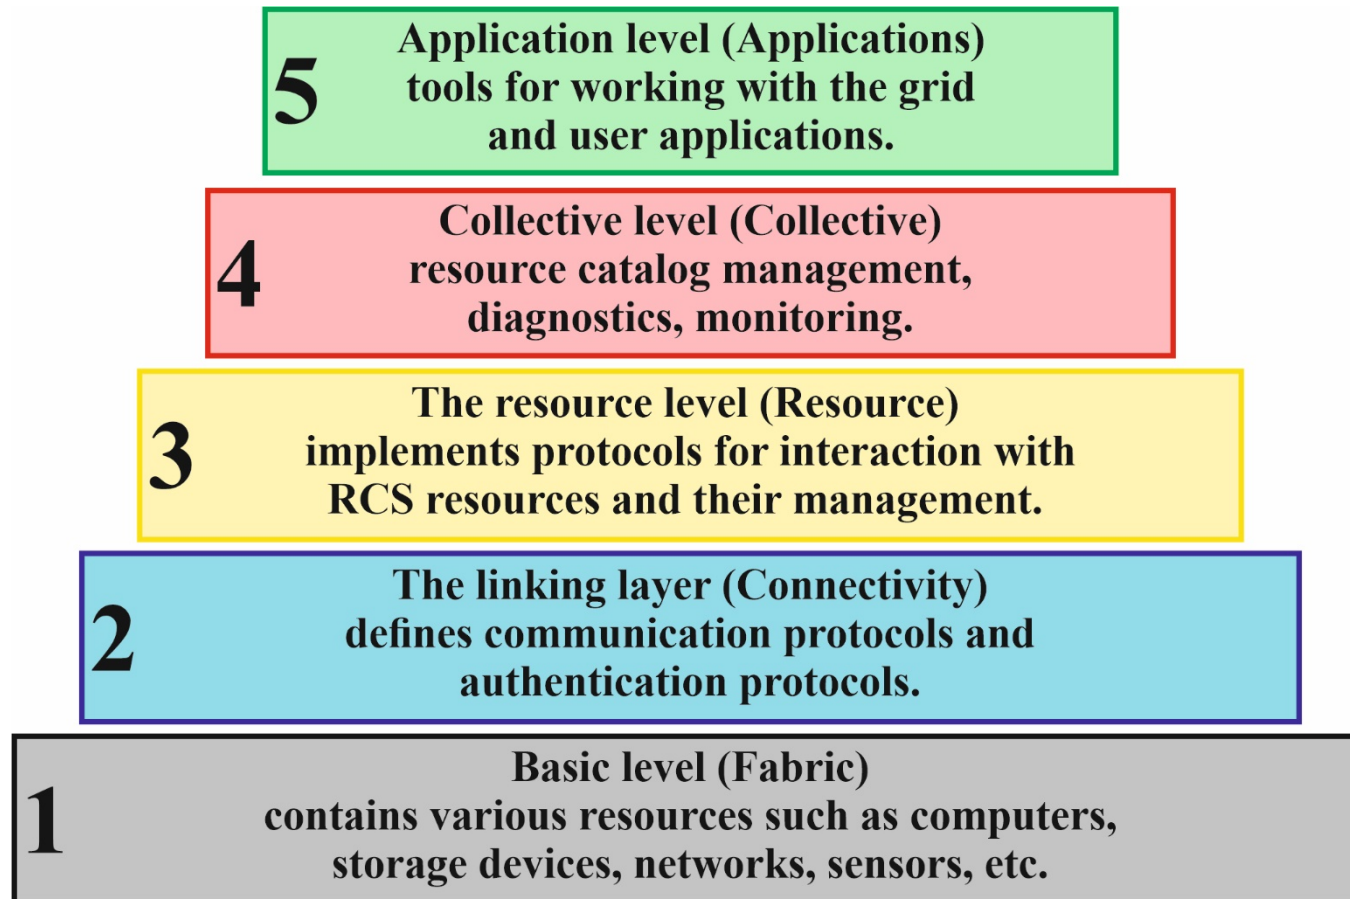 5
Application level (Applications)
tools for working with the grid
and user applications.
4
Collective level (Collective)
resource catalog management,
diagnostics, monitoring.
3
The resource level (Resource)
implements protocols for interaction with
RCS resources and their management.
2
The linking layer (Connectivity)
defines communication protocols and
authentication protocols.
1
Basic level (Fabric)
contains various resources such as computers,
storage devices, networks, sensors, etc.